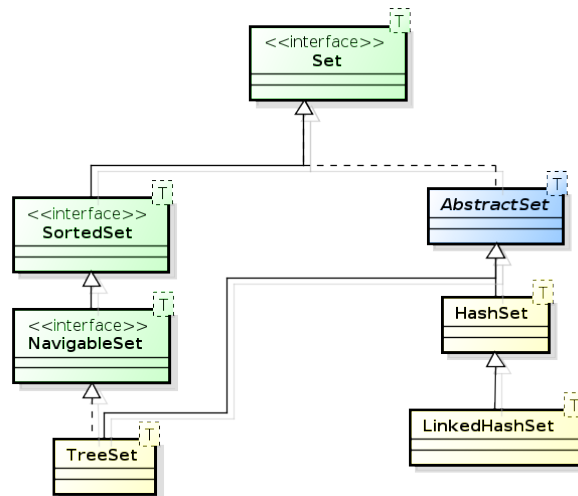 T
<<interface>>
Set
T
<<interface>>
SortedSet
T
AbstractSet
T
<<interface>>
NavigableSet
T
HashSet
T
TreeSet
T
LinkedHashSet